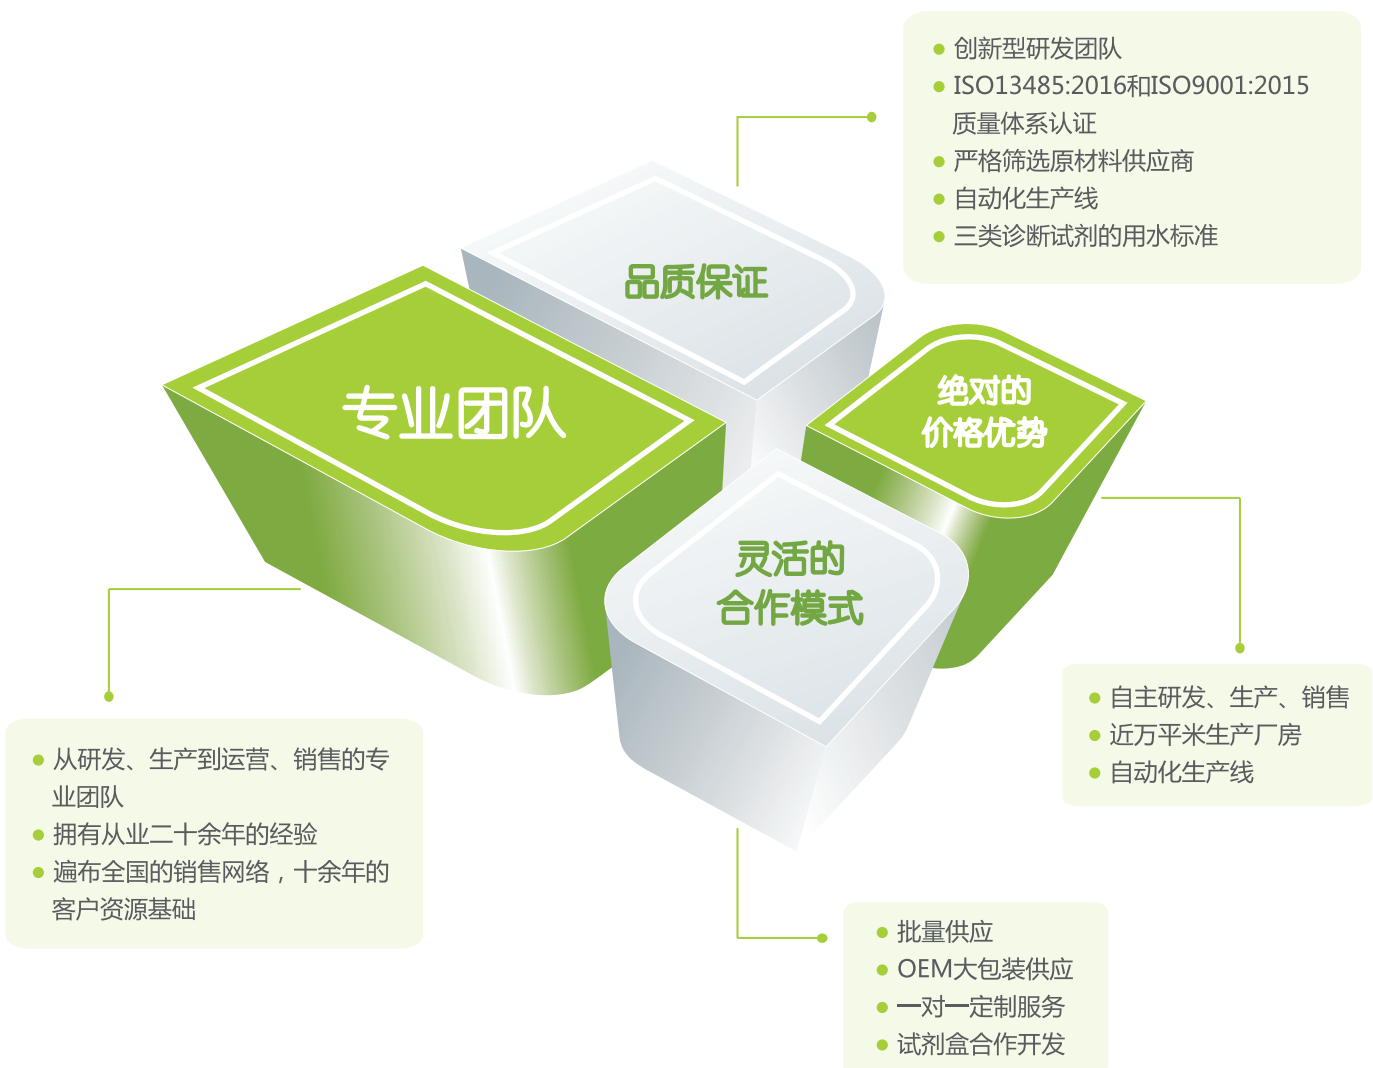 创新型研发团队
ISO13485:2016和ISO9001:2015
质量体系认证
严格筛选原材料供应商
自动化生产线
三类诊断试剂的用水标准
品质保证
专业团队
绝对的
价格优势
灵活的
合作模式
自主研发、生产、销售
近万平米生产厂房
自动化生产线
从研发、生产到运营、销售的专
业团队
拥有从业二十余年的经验
遍布全国的销售网络，十余年的
客户资源基础
批量供应
OEM大包装供应
一对一定制服务
试剂盒合作开发